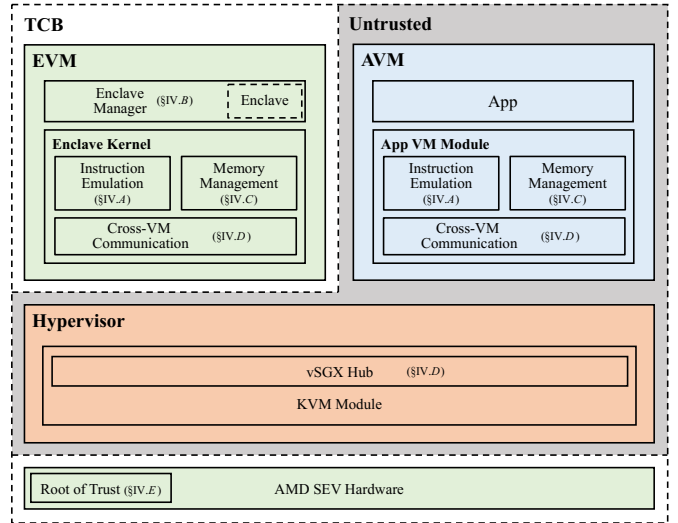 TCB
Untrusted
EVM
Enclave
Manager (§IV.B)
Enclave
Enclave Kernel
Instruction
Emulation
(§IV.A)
Memory
Management
(§IV.C)
Cross-VM
Communication (§IV.D)
AVM
App
App VM Module
Instruction
Emulation
(§IV.A)
Memory
Management
(§IV.C)
Cross-VM
Communication (§IV.D)
Hypervisor
vSGX Hub (§IV.D)
KVM Module
Root of Trust (§IV.E)
AMD SEV Hardware